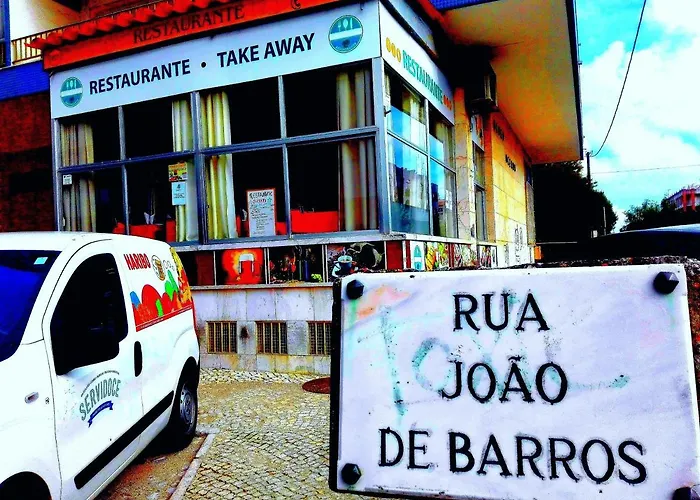 RESTAURANTE
RESTAURANTE • TAKE AWAY
RESTAURANTE
HARIBO
SERVIDOCE
RUA
JOÃO
DE BARROS